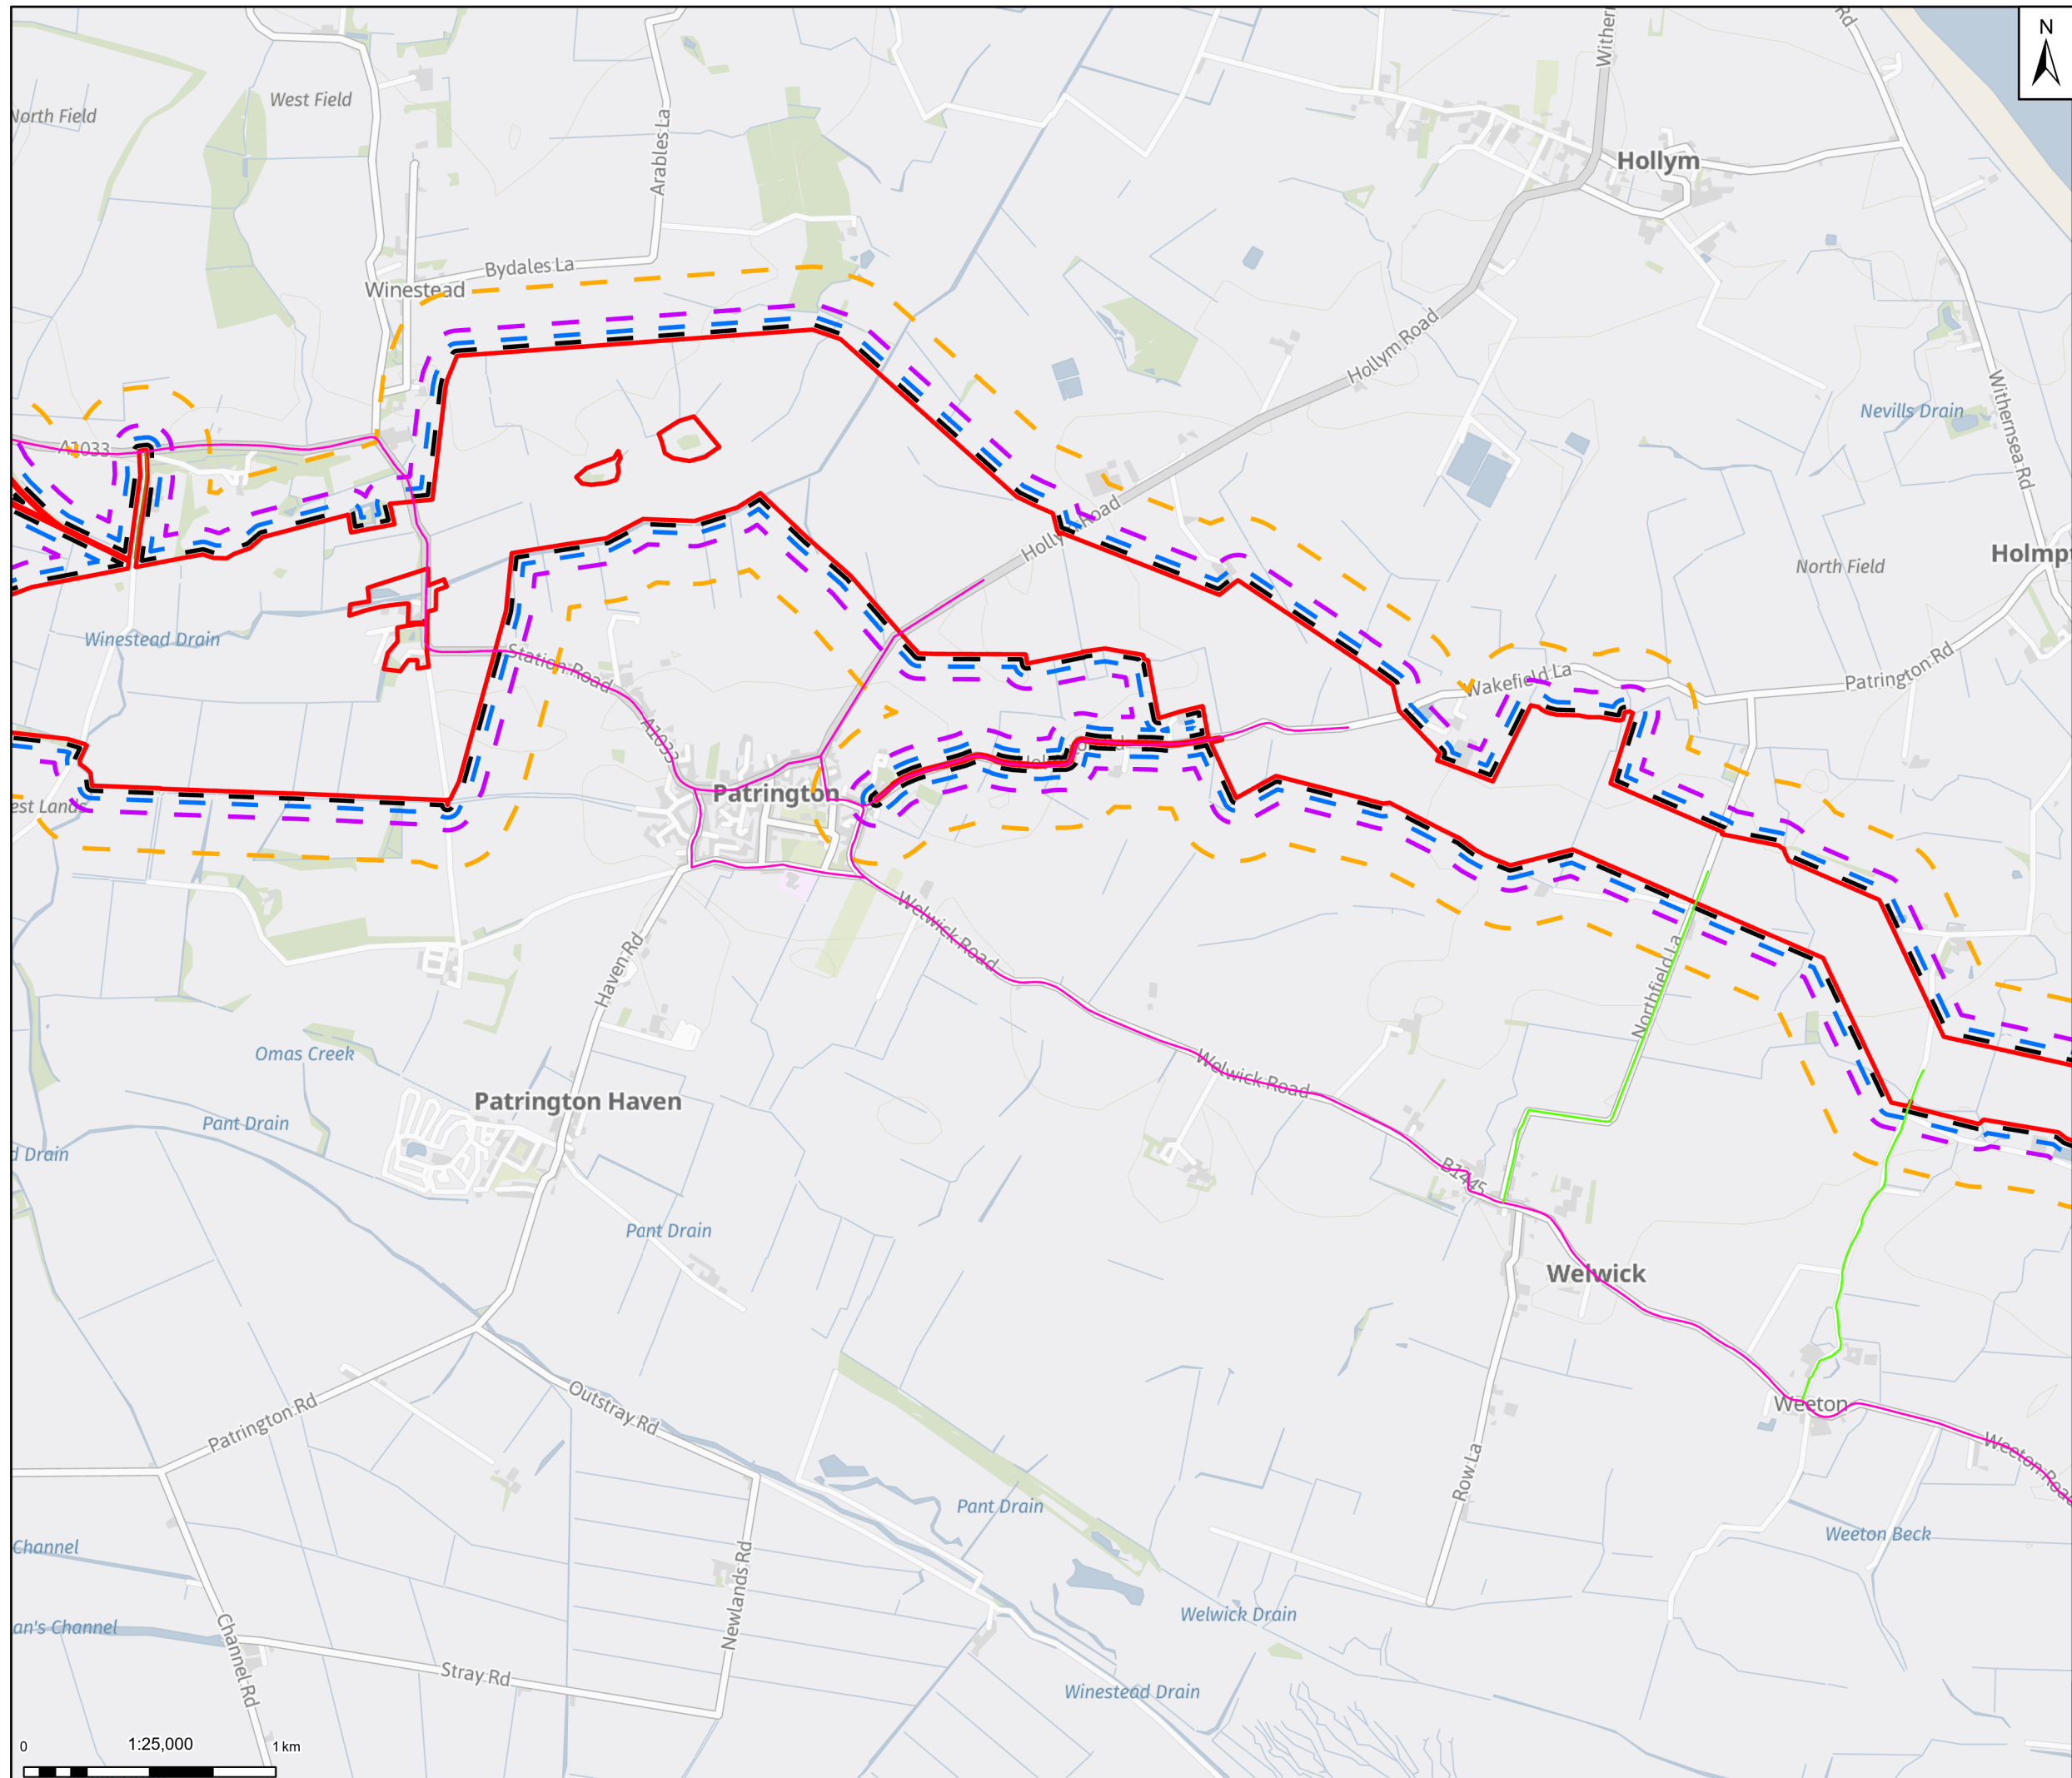 N
Rd
Withern
West Field
North Field
Arables La
Hollym
Bydales La
Winestead
Hollym Road
Withernsea Rd
Nevills Drain
A1033
Hollym Road
Holmpt
North Field
Winestead Drain
Station Road
Wakefield La
Patrington Rd
A1033
Patrington
est Lands
Welwick Road
Haven Rd
Northfield La
Omas Creek
Welwick Road
Patrington Haven
Pant Drain
d Drain
B1445
Pant Drain
Welwick
Patrington Rd
Outstray Rd
Weeton
Weeton Road
Row La
Pant Drain
Weeton Beck
Channel
Newlands Rd
Welwick Drain
an's Channel
Channel Rd
Stray Rd
Winestead Drain
0 1:25,000 1 km